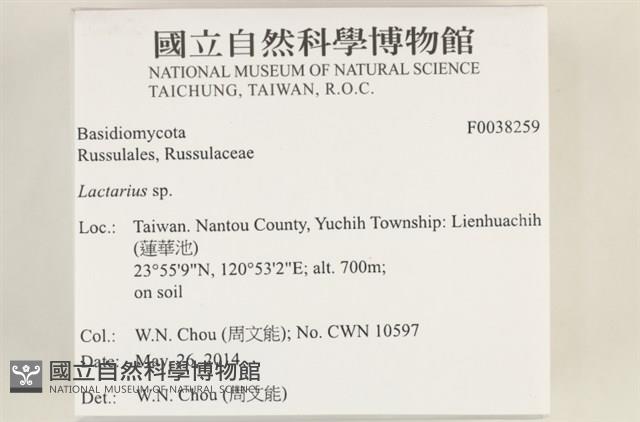 國立自然科學博物館
NATIONAL MUSEUM OF NATURAL SCIENCE
TAICHUNG, TAIWAN, R.O.C.
Basidiomycota F0038259
Russulales, Russulaceae
Lactarius sp.
Loc.: Taiwan. Nantou County, Yuchih Township: Lienhuachih
(蓮華池)
23°55'9"N, 120°53'2"E; alt. 700m;
on soil
Col.: W.N. Chou (周文能); No. CWN 10597
Date: May. 26, 2014
國立自然科學博物館
NATIONAL MUSEUM OF NATURAL SCIENCE
Det.: W.N. Chou (周文能)